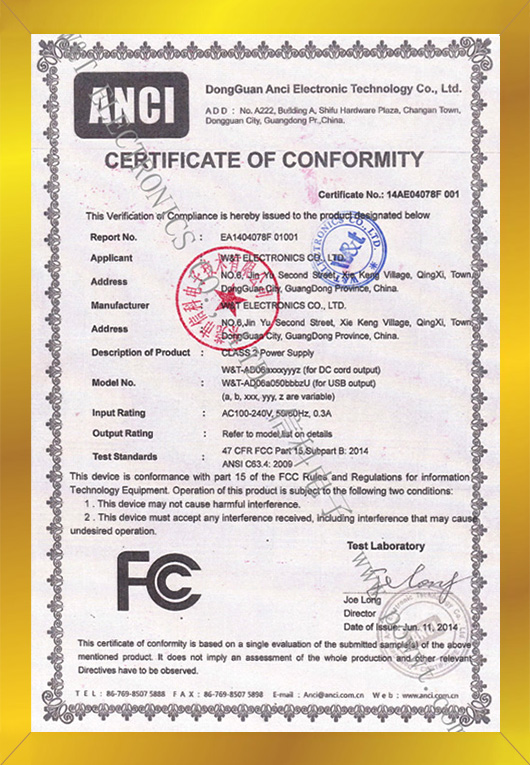 ANCI
DongGuan Anci Electronic Technology Co., Ltd.
ADD : No. A222, Building A, Shifu Hardware Plaza, Changan Town,
Dongguan City, Guangdong Pr.,China.
CERTIFICATE OF CONFORMITY
Certificate No.: 14AE04078F 001
This Verification of Compliance is hereby issued to the product designated below
Report No. : EA1404078F 01001
Applicant : W&T ELECTRONICS CO., LTD.
Address : NO.6,Jin Yu Second Street, Xie Keng Village, QingXi, Town,
DongGuan City, GuangDong Province, China.
Manufacturer : W&T ELECTRONICS CO., LTD.
Address : NO.6,Jin Yu Second Street, Xie Keng Village, QingXi, Town,
DongGuan City, GuangDong Province, China.
Description of Product : CLASS 2 Power Supply
W&T-AD06axxxyyyz (for DC cord output)
Model No. : W&T-AD06a050bbbzU (for USB output)
(a, b, xxx, yyy, z are variable)
Input Rating : AC100-240V, 50/60Hz, 0.3A
Output Rating : Refer to model list on details
Test Standards : 47 CFR FCC Part 15,Subpart B: 2014
ANSI C63.4: 2009
This device is conformance with part 15 of the FCC Rules and Regulations for information
Technology Equipment. Operation of this product is subject to the following two conditions:
1 . This device may not cause harmful interference.
2 . This device must accept any interference received, including interference that may cause
undesired operation.
FC
Test Laboratory
Joe Long
Joe Long
Director
Date of Issue: Jun. 11, 2014
This certificate of conformity is based on a single evaluation of the submitted sample(s) of the above
mentioned product. It does not imply an assessment of the whole production and other relevant
Directives have to be observed.
TEL: 86-769-8507 5888 FAX: 86-769-8507 5898 E-mail : Anci@anci.com.cn Web : www.anci.com.cn